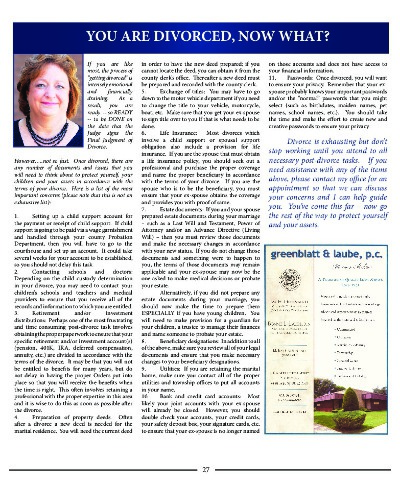 YOU ARE DIVORCED, NOW WHAT?
If you are like
most, the process of
"getting divorced" is
intensely emotional
and financially
draining. As a
result, you are
ready – so READY
– to be DONE on
the date that the
Judge signs the
Final Judgment of
Divorce.
However… not so fast. Once divorced, there are
any number of documents and issues that you
will need to think about to protect yourself, your
children and your assets in accordance with the
terms of your divorce. Here is a list of the most
important concerns (please note that this is not an
exhaustive list):
1. Setting up a child support account for
the payment or receipt of child support. If child
support is going to be paid via a wage garnishment
and handled through your county Probation
Department, then you will have to go to the
courthouse and set up an account. It could take
several weeks for your account to be established,
so you should not delay this task.
2. Contacting schools and doctors:
Depending on the child custody determination
in your divorce, you may need to contact your
children's schools and teachers and medical
providers to ensure that you receive all of the
records and information to which you are entitled.
3. Retirement and/or investment
distributions: Perhaps one of the most frustrating
and time consuming post-divorce tasks involves
obtaining the proper paperwork to ensure that your
specific retirement and/or investment account(s)
(pension, 401K, IRA, deferred compensation,
annuity, etc.) are divided in accordance with the
terms of the divorce. It may be that you will not
be entitled to benefits for many years, but do
not delay in having the proper Orders put into
place so that you will receive the benefits when
the time is right. This often involves retaining a
professional with the proper expertise in this area
and it is wise to do this as soon as possible after
the divorce.
4. Preparation of property deeds: Often
after a divorce a new deed is needed for the
marital residence. You will need the current deed
in order to have the new deed prepared; if you
cannot locate the deed, you can obtain it from the
county clerk's office. Thereafter a new deed must
be prepared and recorded with the county clerk.
5. Exchange of titles: You may have to go
down to the motor vehicle department if you need
to change the title to your vehicle, motorcycle,
boat, etc. Make sure that you get your ex-spouse
to sign title over to you if that is what needs to be
done.
6. Life Insurance: Most divorces which
involve a child support or spousal support
obligation also include a provision for life
insurance. If you are the spouse that must obtain
a life insurance policy, you should seek out a
professional and purchase the proper coverage
and name the proper beneficiary in accordance
with the terms of your divorce. If you are the
spouse who is to be the beneficiary, you must
ensure that your ex-spouse obtains the coverage
and provides you with proof of same.
7. Estate documents: If you and your spouse
prepared estate documents during your marriage
- such as a Last Will and Testament, Power of
Attorney and/or an Advance Directive (Living
Will) – then you must review those documents
and make the necessary changes in accordance
with your new status. If you do not change those
documents and something were to happen to
you, the terms of those documents may remain
applicable and your ex-spouse may now be the
one asked to make medical decisions or probate
your estate.
Alternatively, if you did not prepare any
estate documents during your marriage, you
should now make the time to prepare them
ESPECIALLY if you have young children. You
will need to make provision for a guardian for
your children, a trustee to manage their finances
and name someone to probate your estate.
8. Beneficiary designations: In addition to all
of the above, make sure you review all of your legal
documents and ensure that you make necessary
changes to your beneficiary designations.
9. Utilities: If you are retaining the marital
home, make sure you contact all of the proper
utilities and township offices to put all accounts
in your name.
10. Bank and credit card accounts: Most
likely your joint accounts with your ex-spouse
will already be closed. However, you should
double check your accounts, your credit cards,
your safety deposit box, your signature cards, etc.
to ensure that your ex-spouse is no longer named
on those accounts and does not have access to
your financial information.
11. Passwords: Once divorced, you will want
to ensure your privacy. Remember that your ex-
spouse probably knows your important passwords
and/or the "normal" passwords that you might
select (such as birthdates, maiden names, pet
names, school names, etc.). You should take
the time and make the effort to create new and
creative passwords to ensure your privacy.
Divorce is exhausting but don't
stop working until you attend to all
necessary post-divorce tasks. If you
need assistance with any of the items
above, please contact my office for an
appointment so that we can discuss
your concerns and I can help guide
you. You've come this far – now go
the rest of the way to protect yourself
and your assets.
greenblatt & laube, p.c.
27